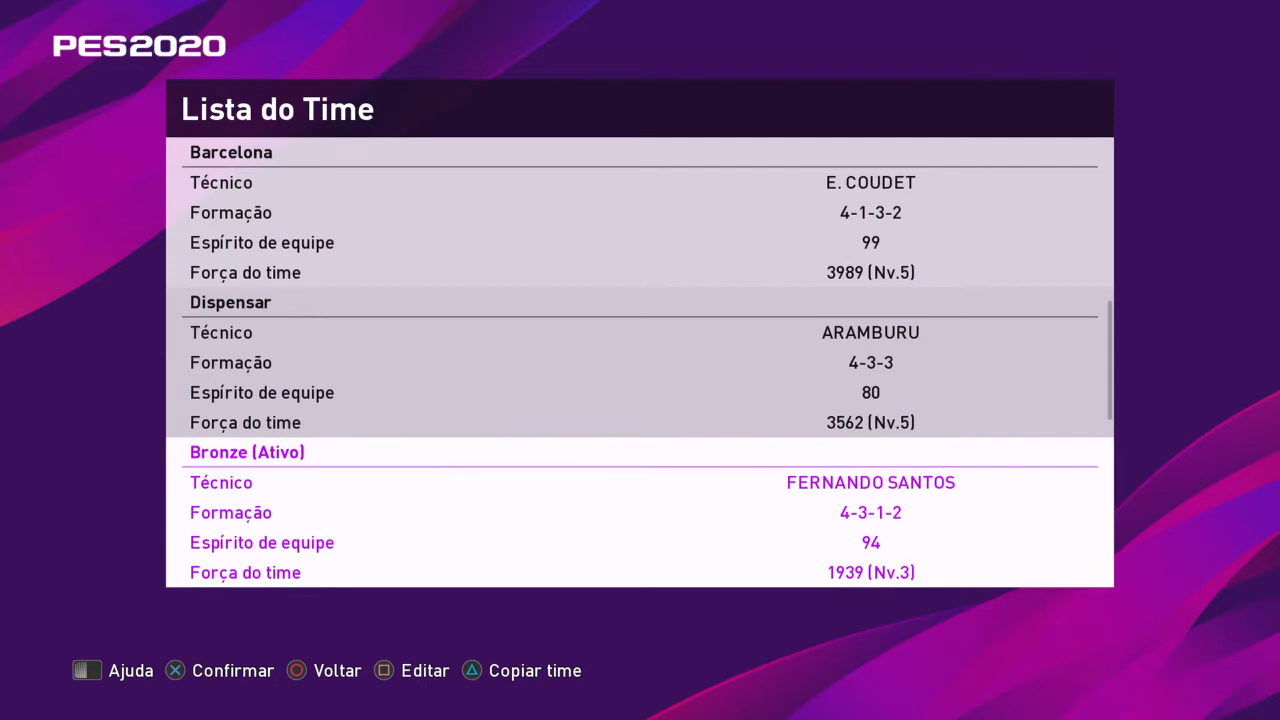 PES2020
Lista do Time
Barcelona
Técnico E. COUDET
Formação 4-1-3-2
Espírito de equipe 99
Força do time 3989 (Nv.5)
Dispensar
Técnico ARAMBURU
Formação 4-3-3
Espírito de equipe 80
Força do time 3562 (Nv.5)
Bronze (Ativo)
Técnico FERNANDO SANTOS
Formação 4-3-1-2
Espírito de equipe 94
Força do time 1939 (Nv.3)
Ajuda Confirmar Voltar Editar Copiar time